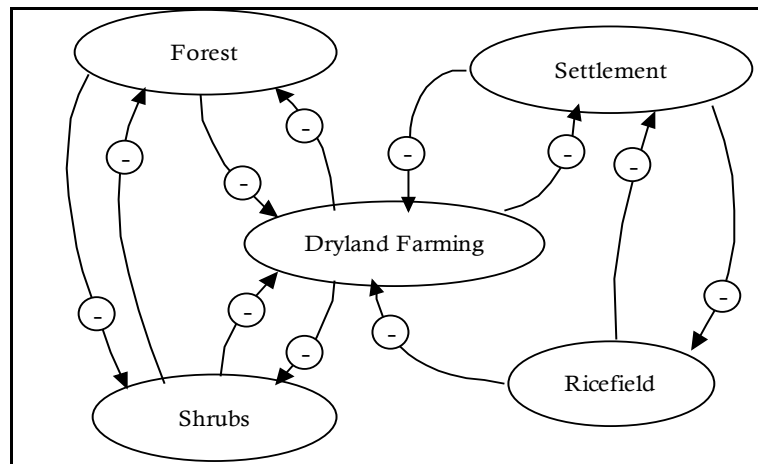 Forest
Settlement
-
-
-
-
-
-
Dryland Farming
-
-
-
-
-
Ricefield
Shrubs